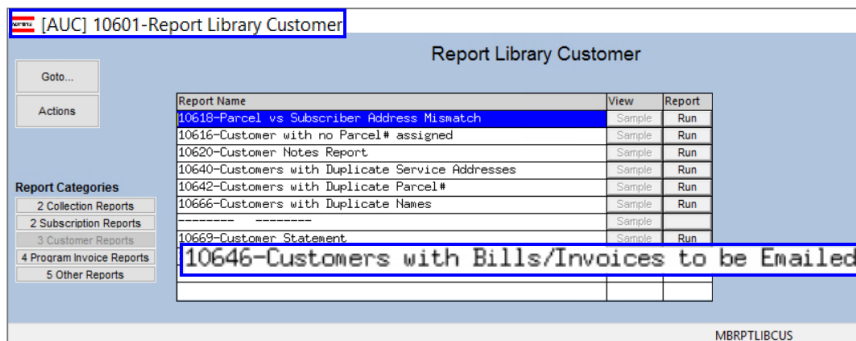 [AUC] 10601-Report Library Customer
Report Library Customer
Goto...
Actions
Report Name View Report
10618-Parcel vs Subscriber Address Mismatch Sample Run
10616-Customer with no Parcel# assigned Sample Run
10620-Customer Notes Report Sample Run
10640-Customers with Duplicate Service Addresses Sample Run
10642-Customers with Duplicate Parcel# Sample Run
10666-Customers with Duplicate Names Sample Run
-------- -------- Sample
10669-Customer Statement Sample Run
10646-Customers with Bills/Invoices to be Emailed
Report Categories
2 Collection Reports
2 Subscription Reports
3 Customer Reports
4 Program Invoice Reports
5 Other Reports
MBRPTLIBCUS